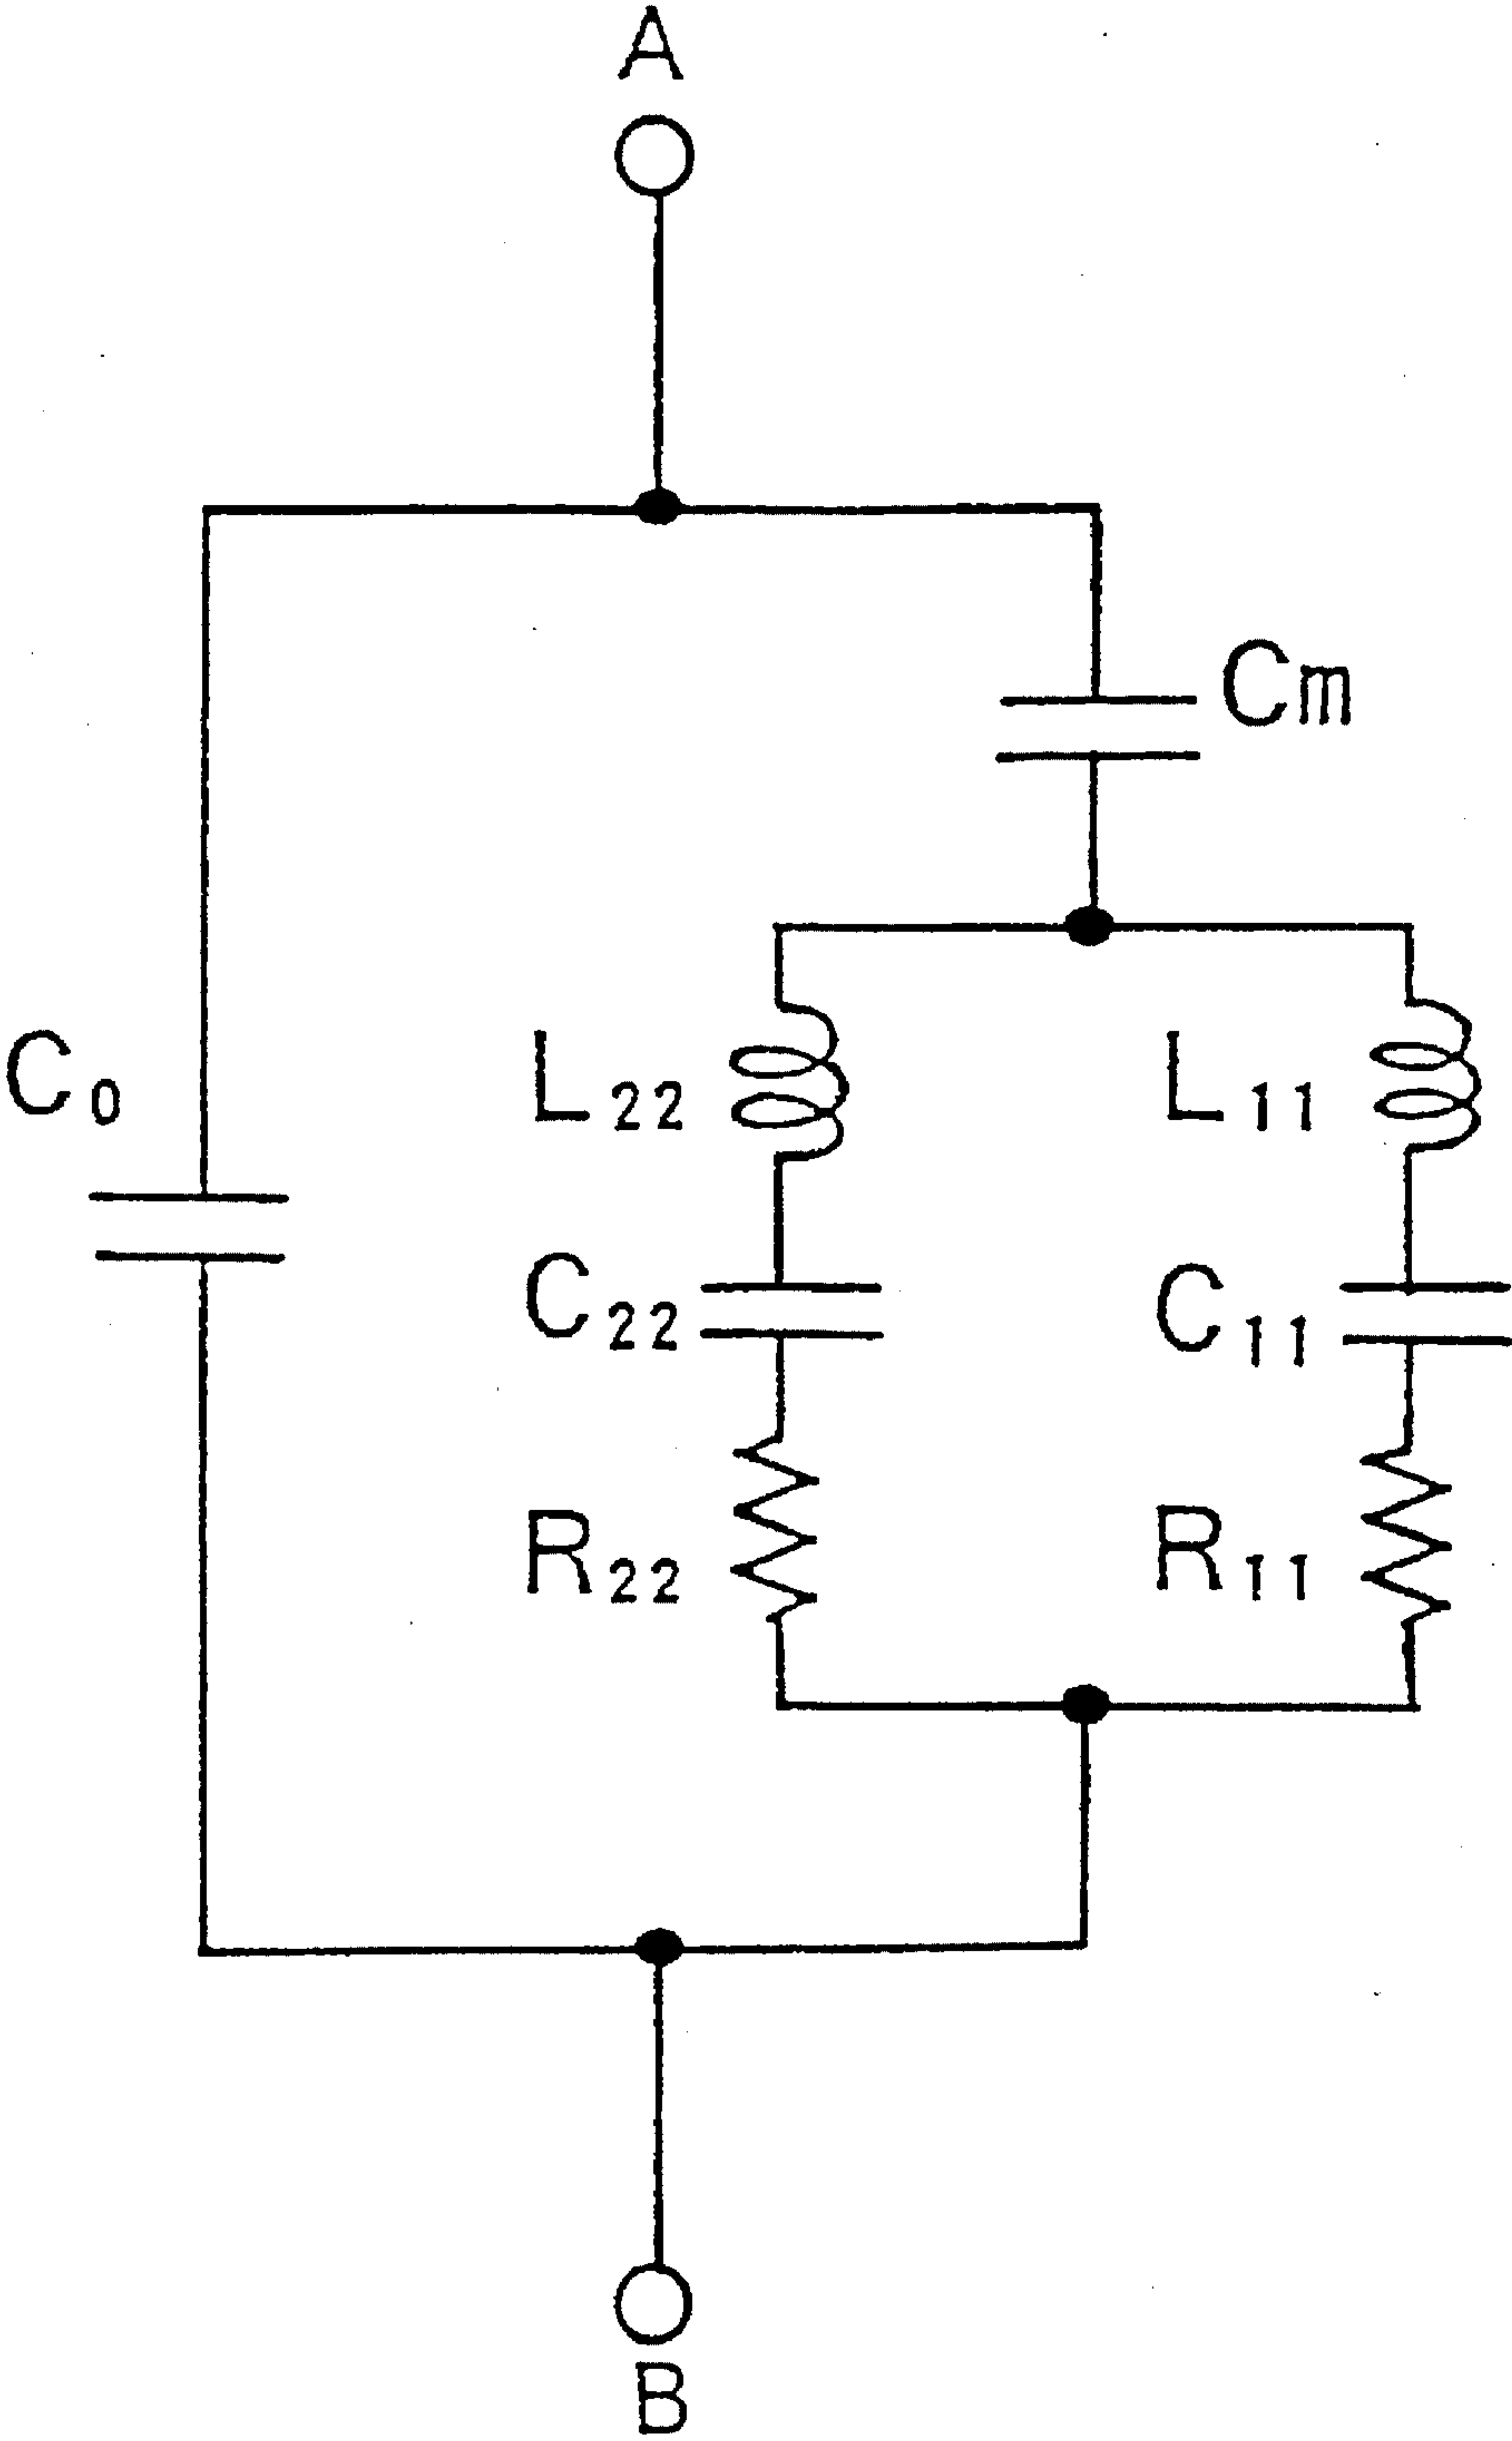 A
Cm
C₀
L₂₂
L₁₁
C₂₂
C₁₁
R₂₂
R₁₁
B